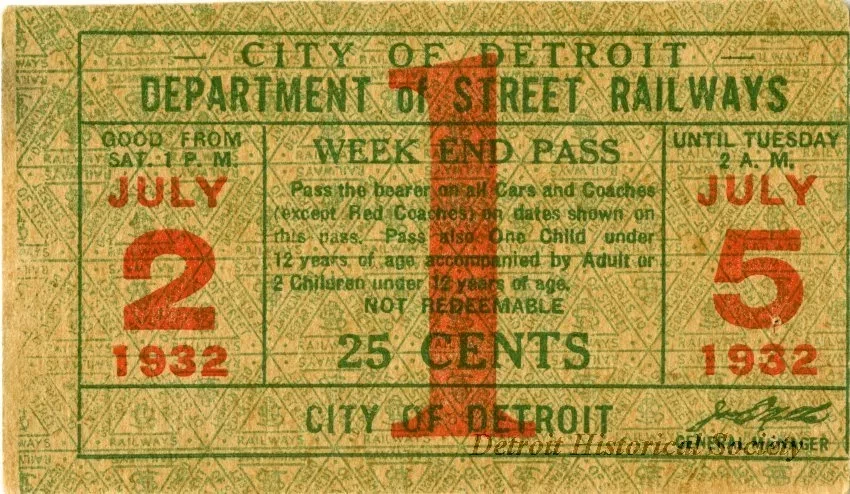 — CITY OF DETROIT —
DEPARTMENT of STREET RAILWAYS
GOOD FROM
SAT. 1 P. M.
JULY
2
1932
1
WEEK END PASS
Pass the bearer on all Cars and Coaches
(except Red Coaches) on dates shown on
this pass. Pass also One Child under
12 years of age accompanied by Adult or
2 Children under 12 years of age.
NOT REDEEMABLE
25 CENTS
UNTIL TUESDAY
2 A. M.
JULY
5
1932
CITY OF DETROIT
GENERAL MANAGER
Detroit Historical Society